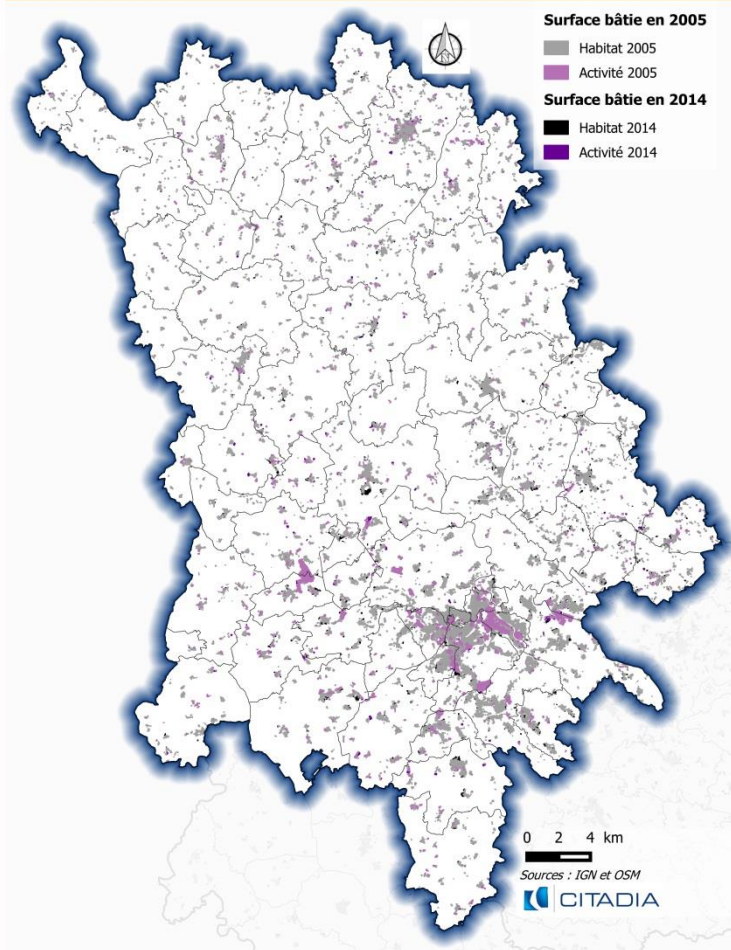 Surface bâtie en 2005
Habitat 2005
Activité 2005
Surface bâtie en 2014
Habitat 2014
Activité 2014
N
0 2 4 km
Sources : IGN et OSM
CITADIA